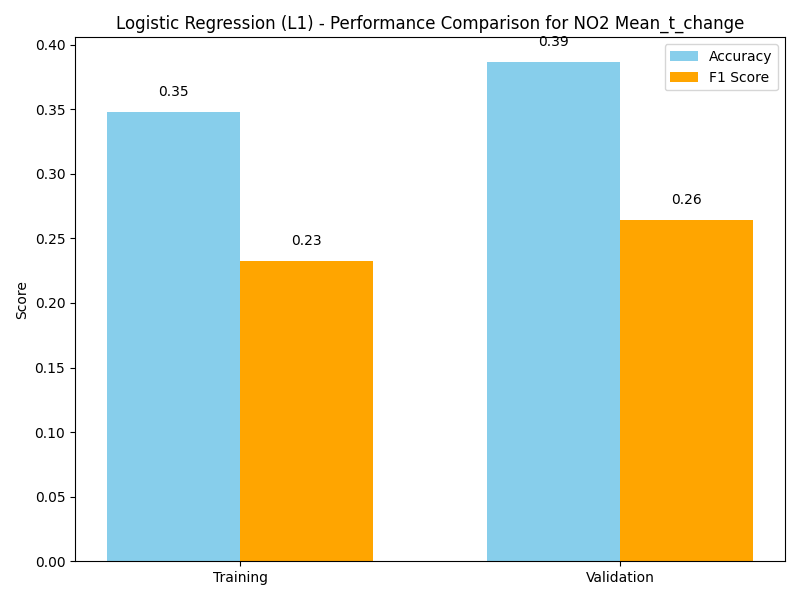 Logistic Regression (L1) - Performance Comparison for NO2 Mean_t_change
0.40
0.35
0.30
0.25
0.20
0.15
0.10
0.05
0.00
Score
0.35
0.23
0.39
0.26
Accuracy
F1 Score
Training
Validation